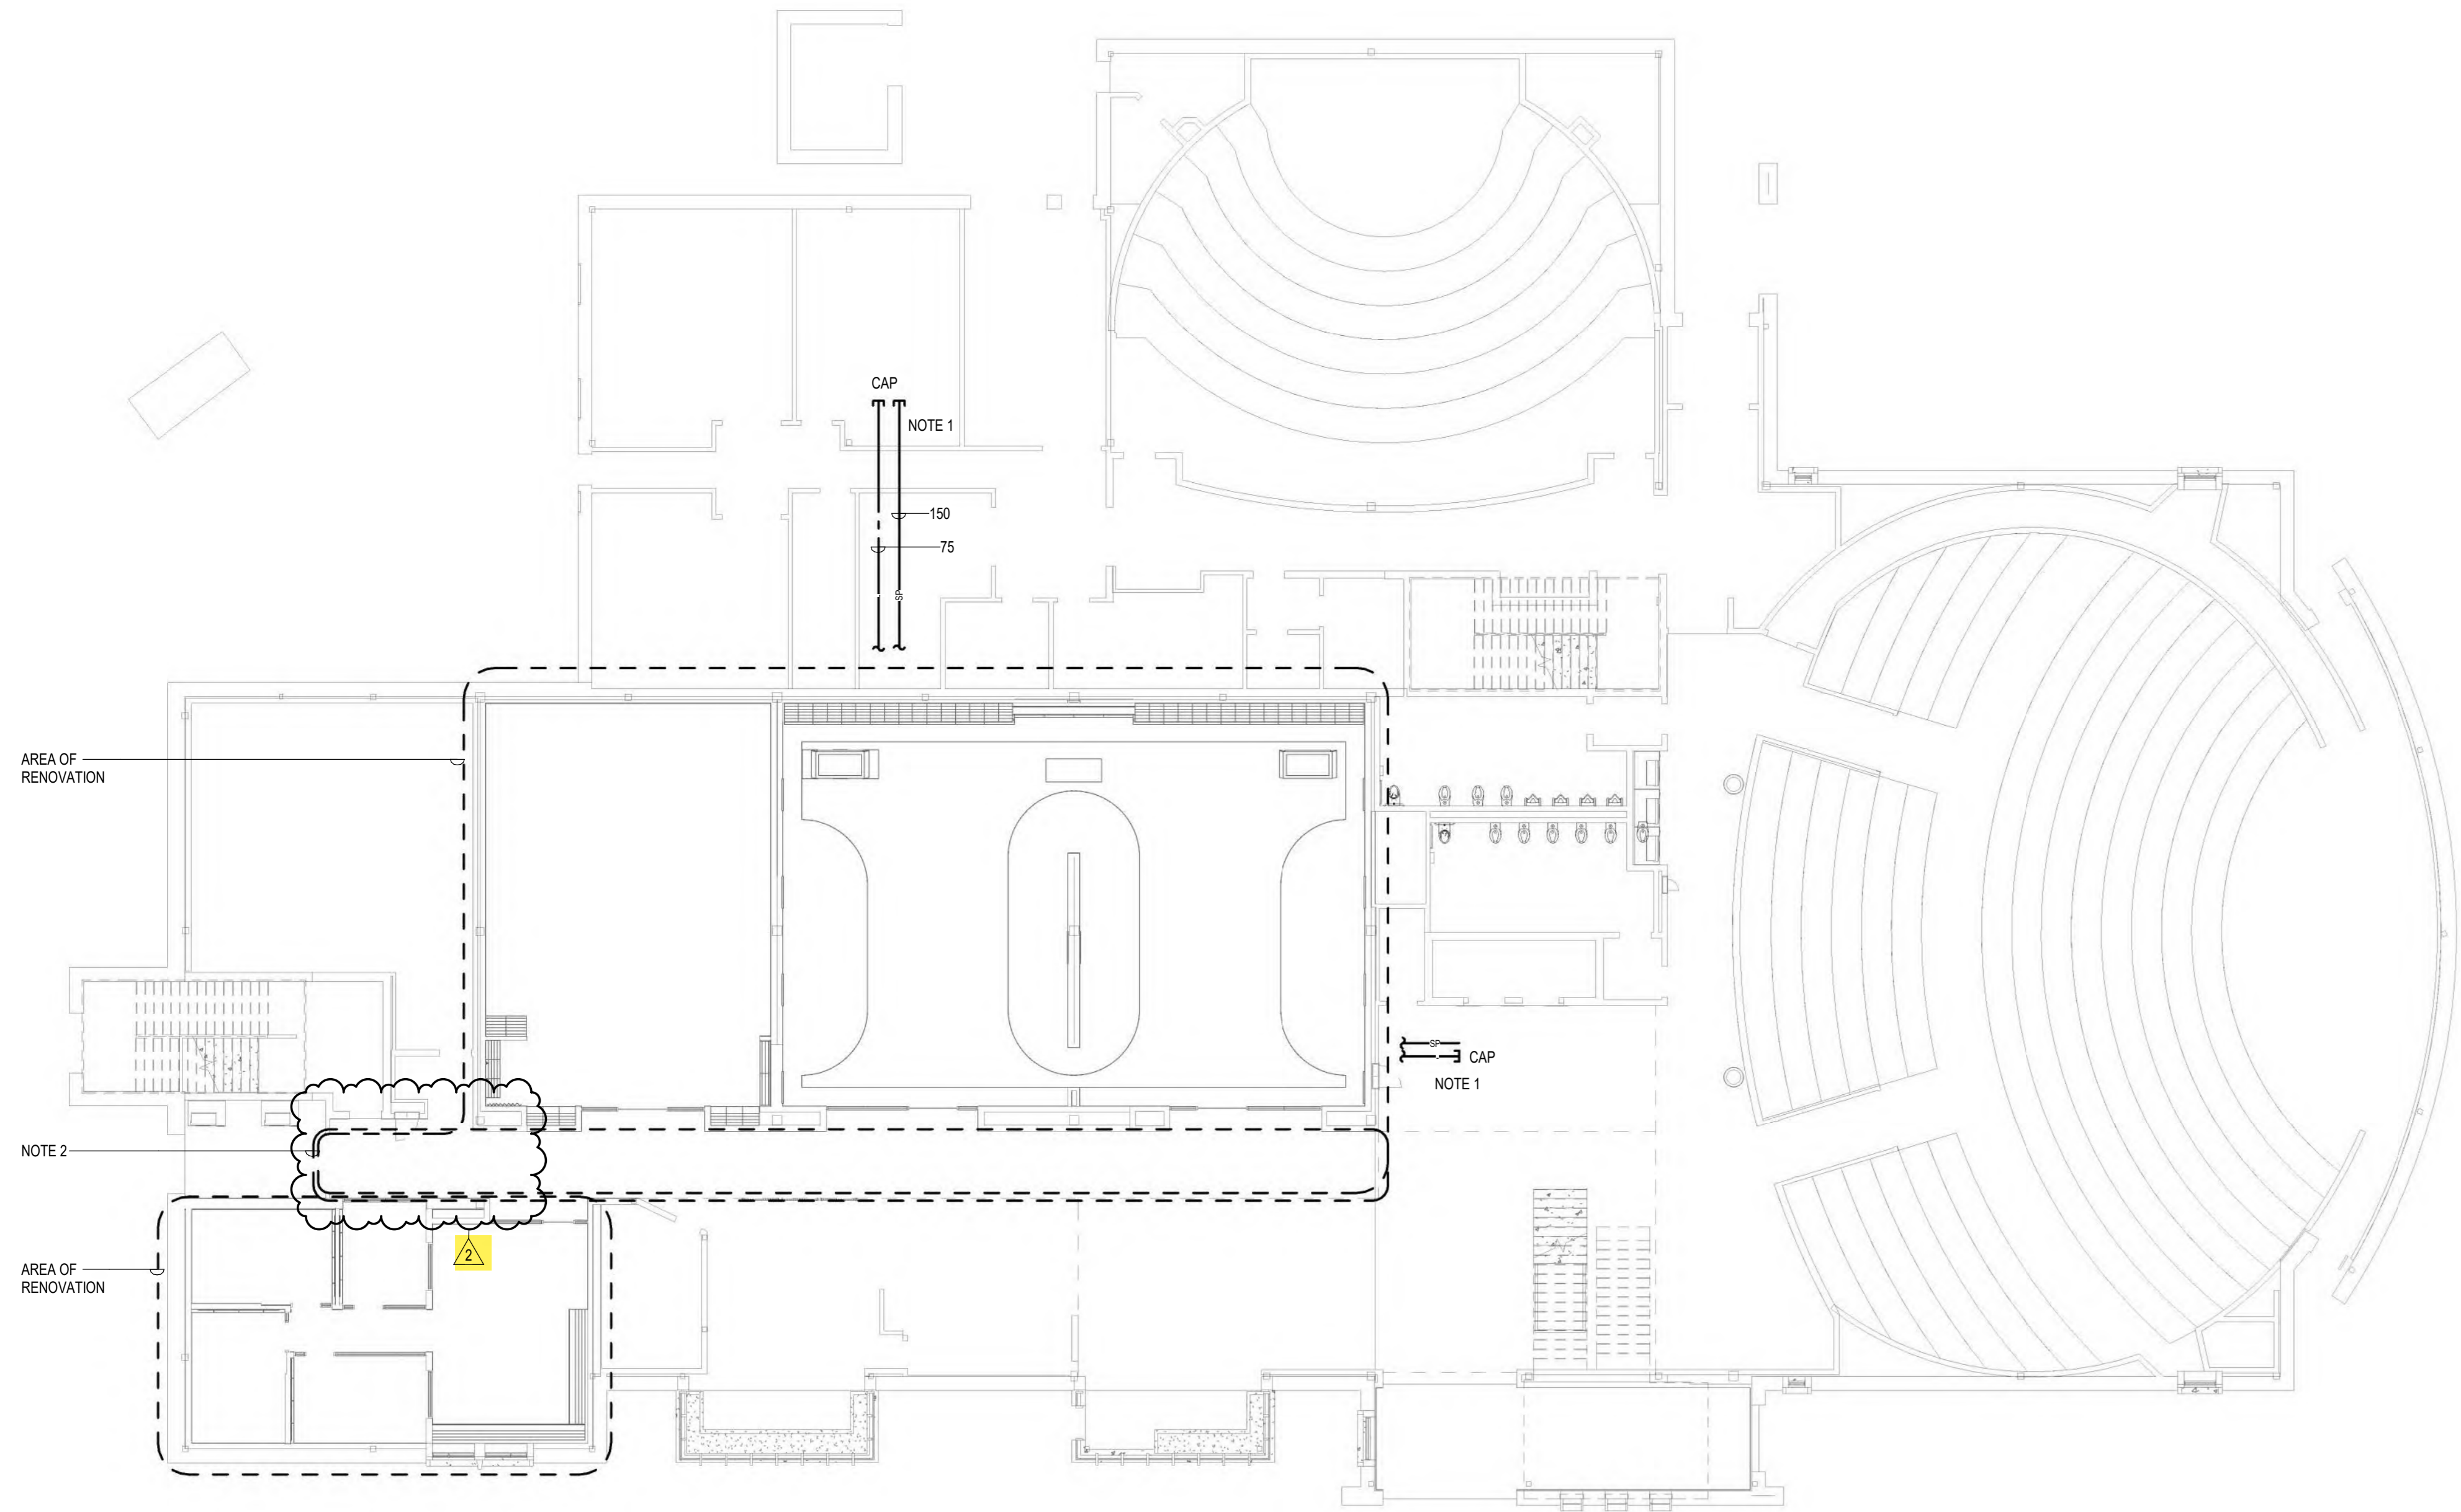 CAP
NOTE 1
150
75
SP
AREA OF
RENOVATION
SP
CAP
NOTE 1
NOTE 2
2
AREA OF
RENOVATION